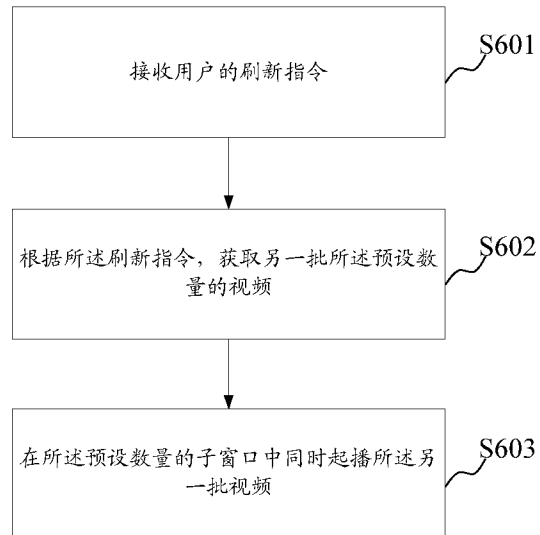 接收用户的刷新指令
S601
根据所述刷新指令，获取另一批所述预设数
量的视频
S602
在所述预设数量的子窗口中同时起播所述另
一批视频
S603